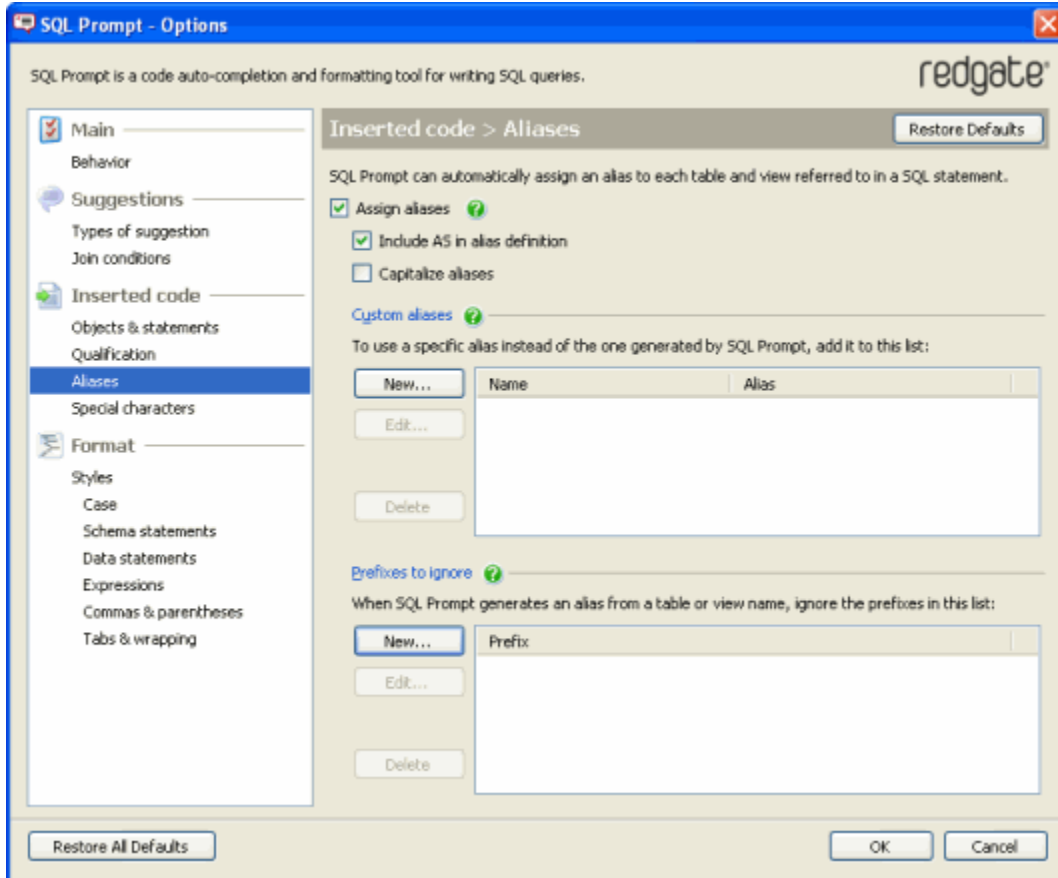 SQL Prompt - Options
SQL Prompt is a code auto-completion and formatting tool for writing SQL queries.
redgate
Main
Behavior
Suggestions
Types of suggestion
Join conditions
Inserted code
Objects & statements
Qualification
Aliases
Special characters
Format
Styles
Case
Schema statements
Data statements
Expressions
Commas & parentheses
Tabs & wrapping
Inserted code > Aliases
Restore Defaults
SQL Prompt can automatically assign an alias to each table and view referred to in a SQL statement.
Assign aliases ?
Include AS in alias definition
Capitalize aliases
Custom aliases ?
To use a specific alias instead of the one generated by SQL Prompt, add it to this list:
New...
Edit...
Delete
Name Alias
Prefixes to ignore ?
When SQL Prompt generates an alias from a table or view name, ignore the prefixes in this list:
New...
Edit...
Delete
Prefix
Restore All Defaults
OK
Cancel